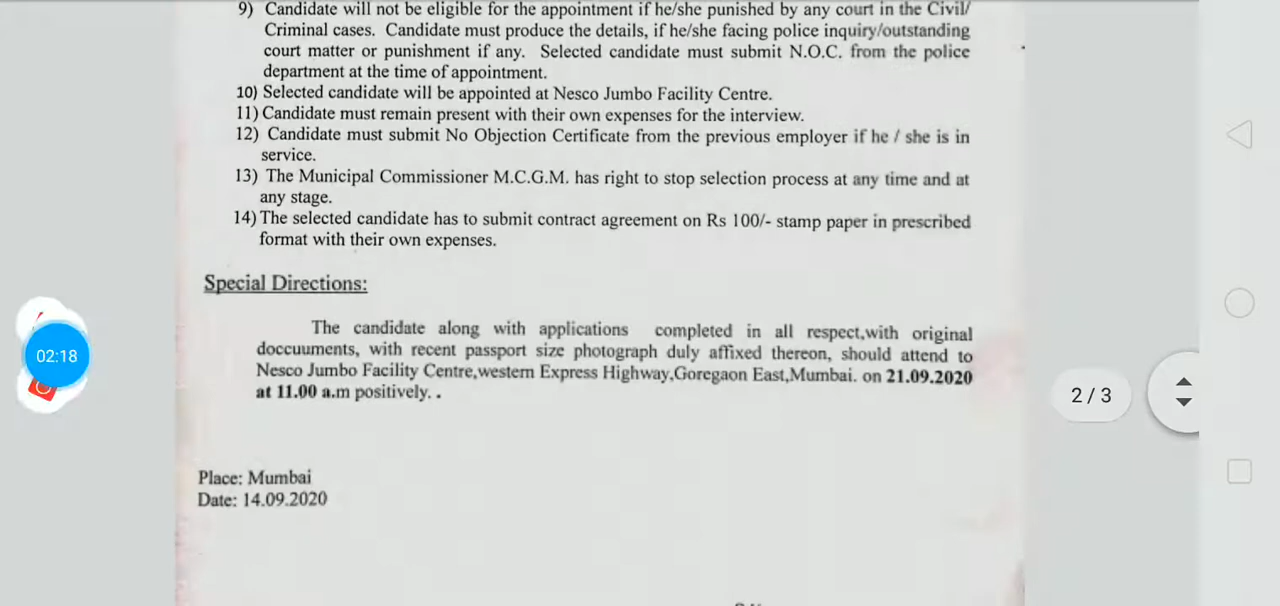 9) Candidate will not be eligible for the appointment if he/she punished by any court in the Civil/
Criminal cases. Candidate must produce the details, if he/she facing police inquiry/outstanding
court matter or punishment if any. Selected candidate must submit N.O.C. from the police
department at the time of appointment.
10) Selected candidate will be appointed at Nesco Jumbo Facility Centre.
11) Candidate must remain present with their own expenses for the interview.
12) Candidate must submit No Objection Certificate from the previous employer if he / she is in
service.
13) The Municipal Commissioner M.C.G.M. has right to stop selection process at any time and at
any stage.
14) The selected candidate has to submit contract agreement on Rs 100/- stamp paper in prescribed
format with their own expenses.
Special Directions:
The candidate along with applications completed in all respect,with original
doccuuments, with recent passport size photograph duly affixed thereon, should attend to
Nesco Jumbo Facility Centre,western Express Highway,Goregaon East,Mumbai. on 21.09.2020
at 11.00 a.m positively. .
02:18
2 / 3
Place: Mumbai
Date: 14.09.2020